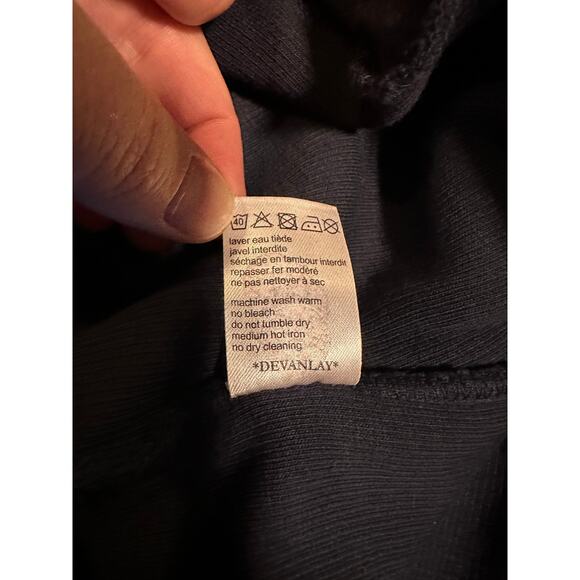 40
laver eau tiède
javel interdite
séchage en tambour interdit
repasser fer modéré
ne pas nettoyer à sec
machine wash warm
no bleach
do not tumble dry
medium hot iron
no dry cleaning
*DEVANLAY*